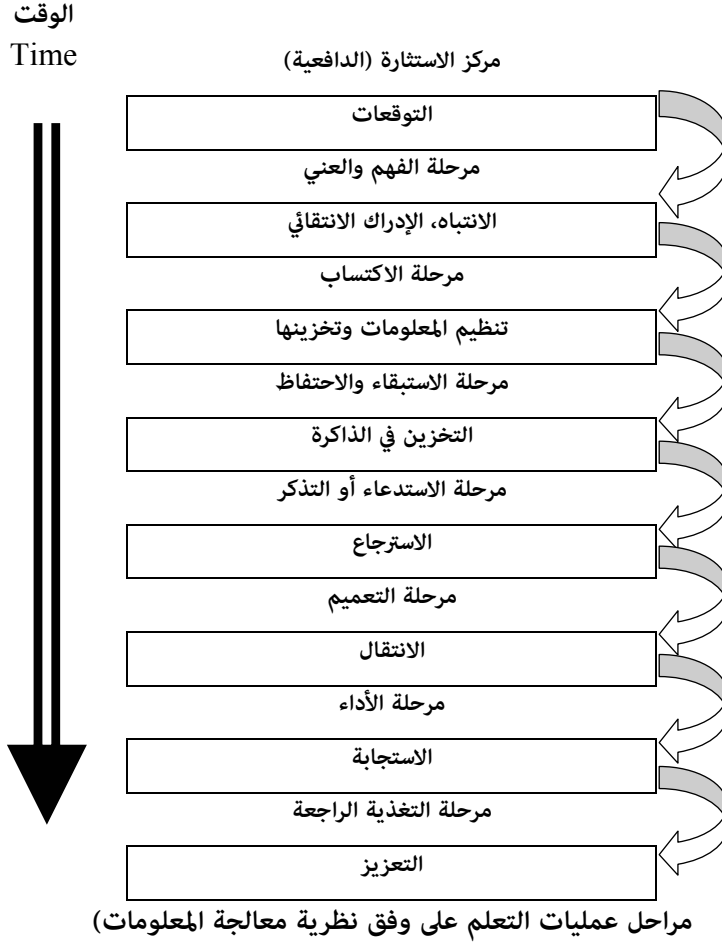 الوقت
Time
مركز الاستثارة (الدافعية)
التوقعات
مرحلة الفهم والعني
الانتباه، الإدراك الانتقائي
مرحلة الاكتساب
تنظيم المعلومات وتخزينها
مرحلة الاستبقاء والاحتفاظ
التخزين في الذاكرة
مرحلة الاستدعاء أو التذكر
الاسترجاع
مرحلة التعميم
الانتقال
مرحلة الأداء
الاستجابة
مرحلة التغذية الراجعة
التعزيز
مراحل عمليات التعلم على وفق نظرية معالجة المعلومات)